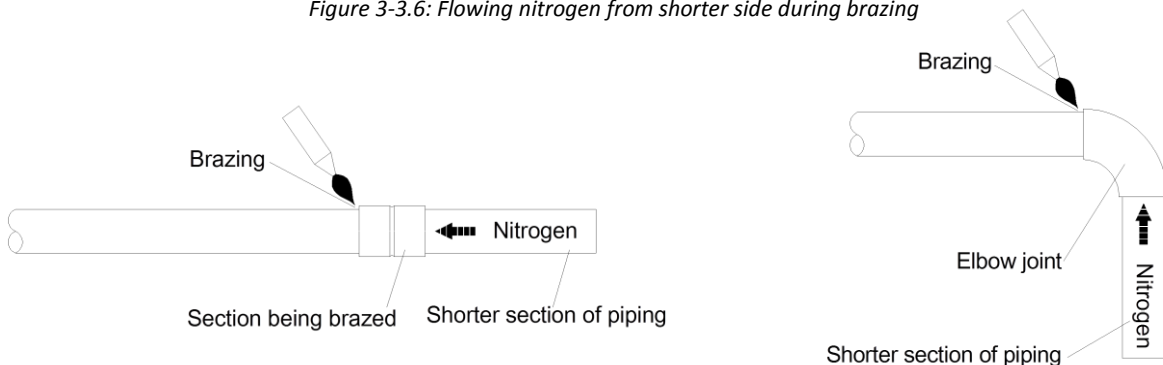 Figure 3-3.6: Flowing nitrogen from shorter side during brazing
Brazing
Nitrogen
Section being brazed
Shorter section of piping
Brazing
Elbow joint
Nitrogen
Shorter section of piping